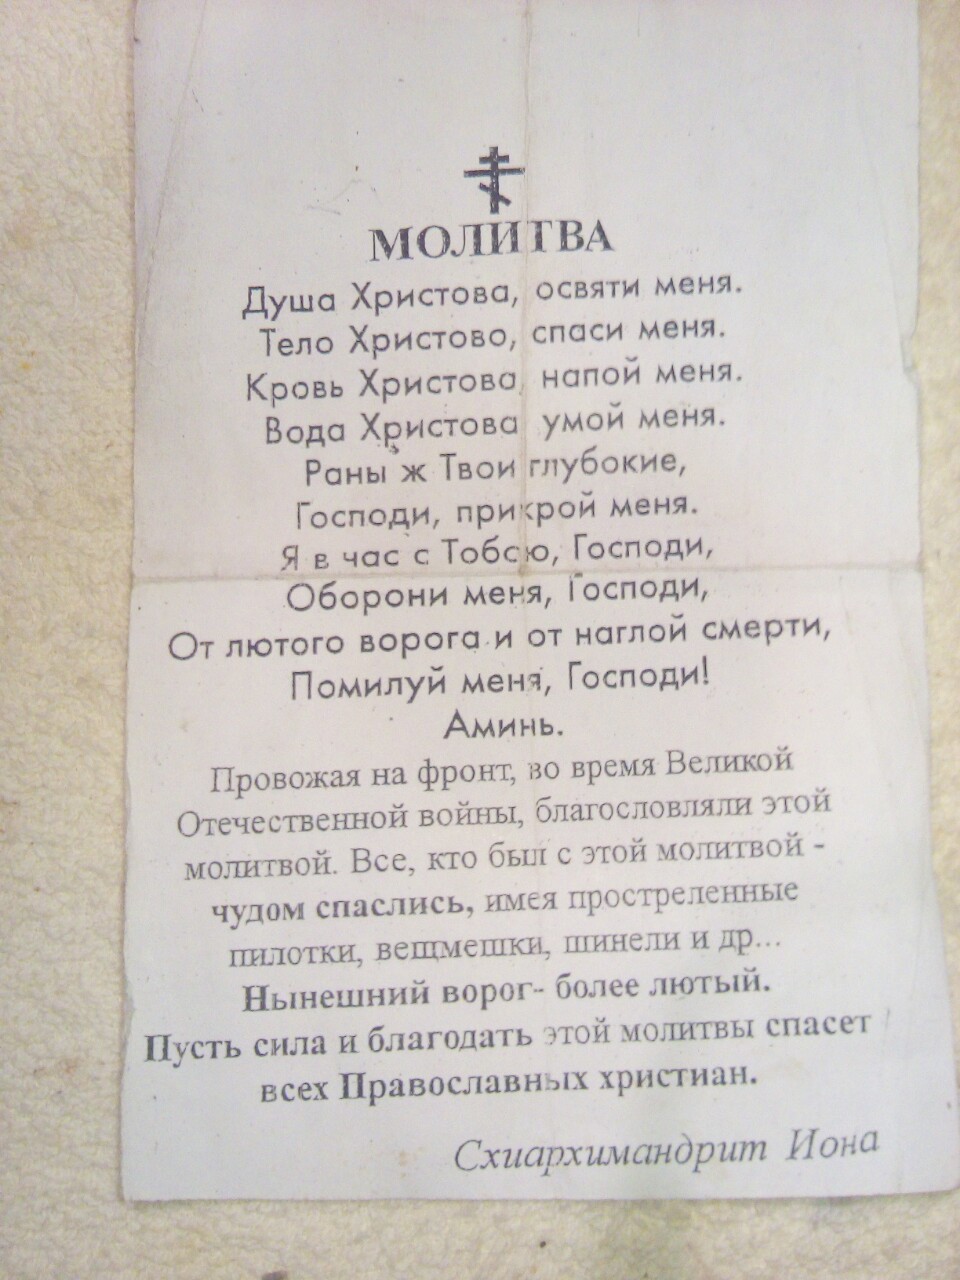 МОЛИТВА
Душа Христова, освяти меня.
Тело Христово, спаси меня.
Кровь Христова, напой меня.
Вода Христова умой меня.
Раны ж Твои глубокие,
Господи, прикрой меня.
Я в час с Тобою, Господи,
Оборони меня, Господи,
От лютого ворога и от наглой смерти,
Помилуй меня, Господи!
Аминь.
Провожая на фронт, во время Великой
Отечественной войны, благословляли этой
молитвой. Все, кто был с этой молитвой -
чудом спаслись, имея простреленные
пилотки, вещмешки, шинели и др...
Нынешний ворог- более лютый.
Пусть сила и благодать этой молитвы спасет
всех Православных христиан.
Схиархимандрит Иона